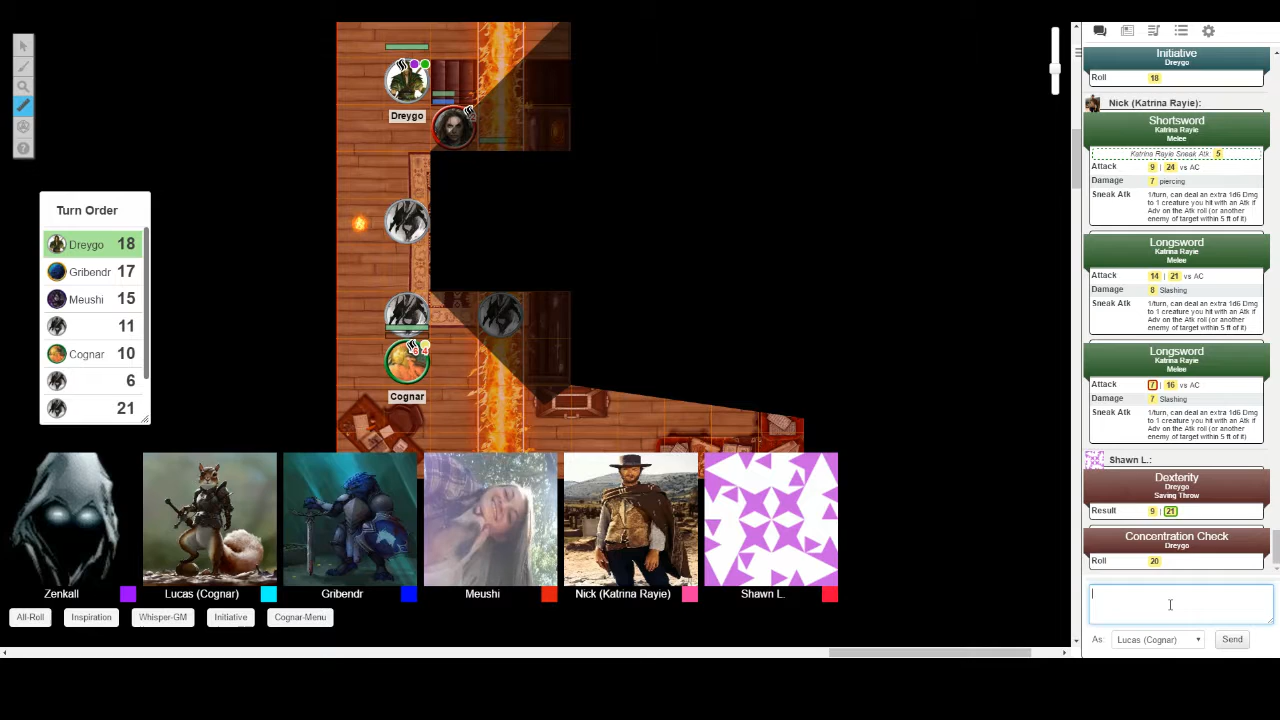 Turn Order
Dreygo 18
Gribendr 17
Meushi 15
11
Cognar 10
6
21
Dreygo
Cognar
6 4
Zenkall
Lucas (Cognar)
Gribendr
Meushi
Nick (Katrina Rayie)
Shawn L.
All-Roll
Inspiration
Whisper-GM
Initiative
Cognar-Menu
Initiative
Dreygo
Roll 18
Nick (Katrina Rayie):
Shortsword
Katrina Rayie
Melee
Katrina Rayie Sneak Atk 5
Attack 9 | 24 vs AC
Damage 7 piercing
Sneak Atk 1/turn, can deal an extra 1d6 Dmg
to 1 creature you hit with an Atk if
Adv on the Atk roll (or another
enemy of target within 5 ft of it)
Longsword
Katrina Rayie
Melee
Attack 14 | 21 vs AC
Damage 8 Slashing
Sneak Atk 1/turn, can deal an extra 1d6 Dmg
to 1 creature you hit with an Atk if
Adv on the Atk roll (or another
enemy of target within 5 ft of it)
Longsword
Katrina Rayie
Melee
Attack 7 | 16 vs AC
Damage 7 Slashing
Sneak Atk 1/turn, can deal an extra 1d6 Dmg
to 1 creature you hit with an Atk if
Adv on the Atk roll (or another
enemy of target within 5 ft of it)
Shawn L.:
Dexterity
Dreygo
Saving Throw
Result 9 | 21
Concentration Check
Dreygo
Roll 20
As: Lucas (Cognar) Send